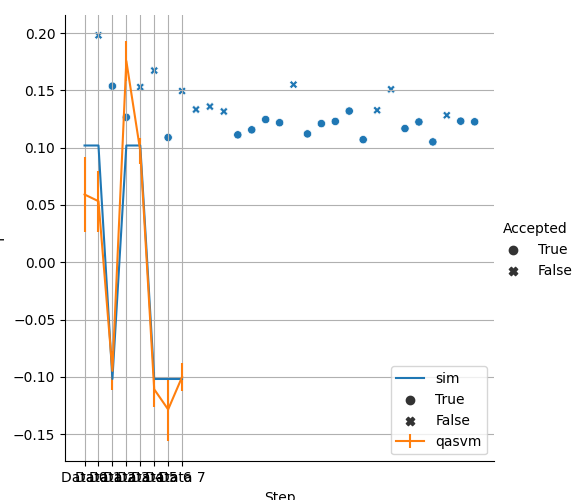 0.20
0.15
0.10
0.05
0.00
−0.05
−0.10
−0.15
Accepted
True
False
sim
True
False
qasvm
7
Step